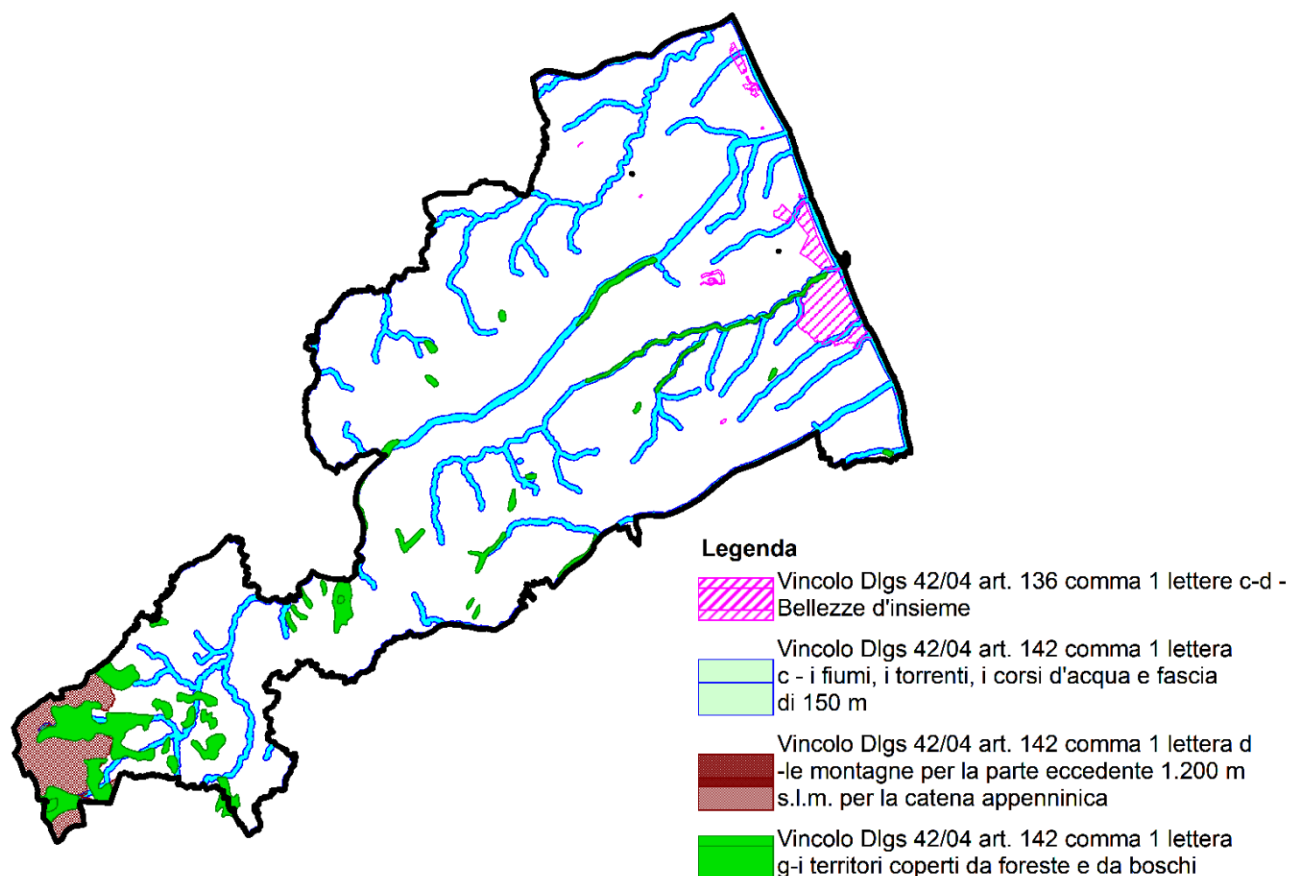 Legenda
Vincolo Dlgs 42/04 art. 136 comma 1 lettere c-d -
Bellezze d'insieme
Vincolo Dlgs 42/04 art. 142 comma 1 lettera
c - i fiumi, i torrenti, i corsi d'acqua e fascia
di 150 m
Vincolo Dlgs 42/04 art. 142 comma 1 lettera d
-le montagne per la parte eccedente 1.200 m
s.l.m. per la catena appenninica
Vincolo Dlgs 42/04 art. 142 comma 1 lettera
g-i territori coperti da foreste e da boschi